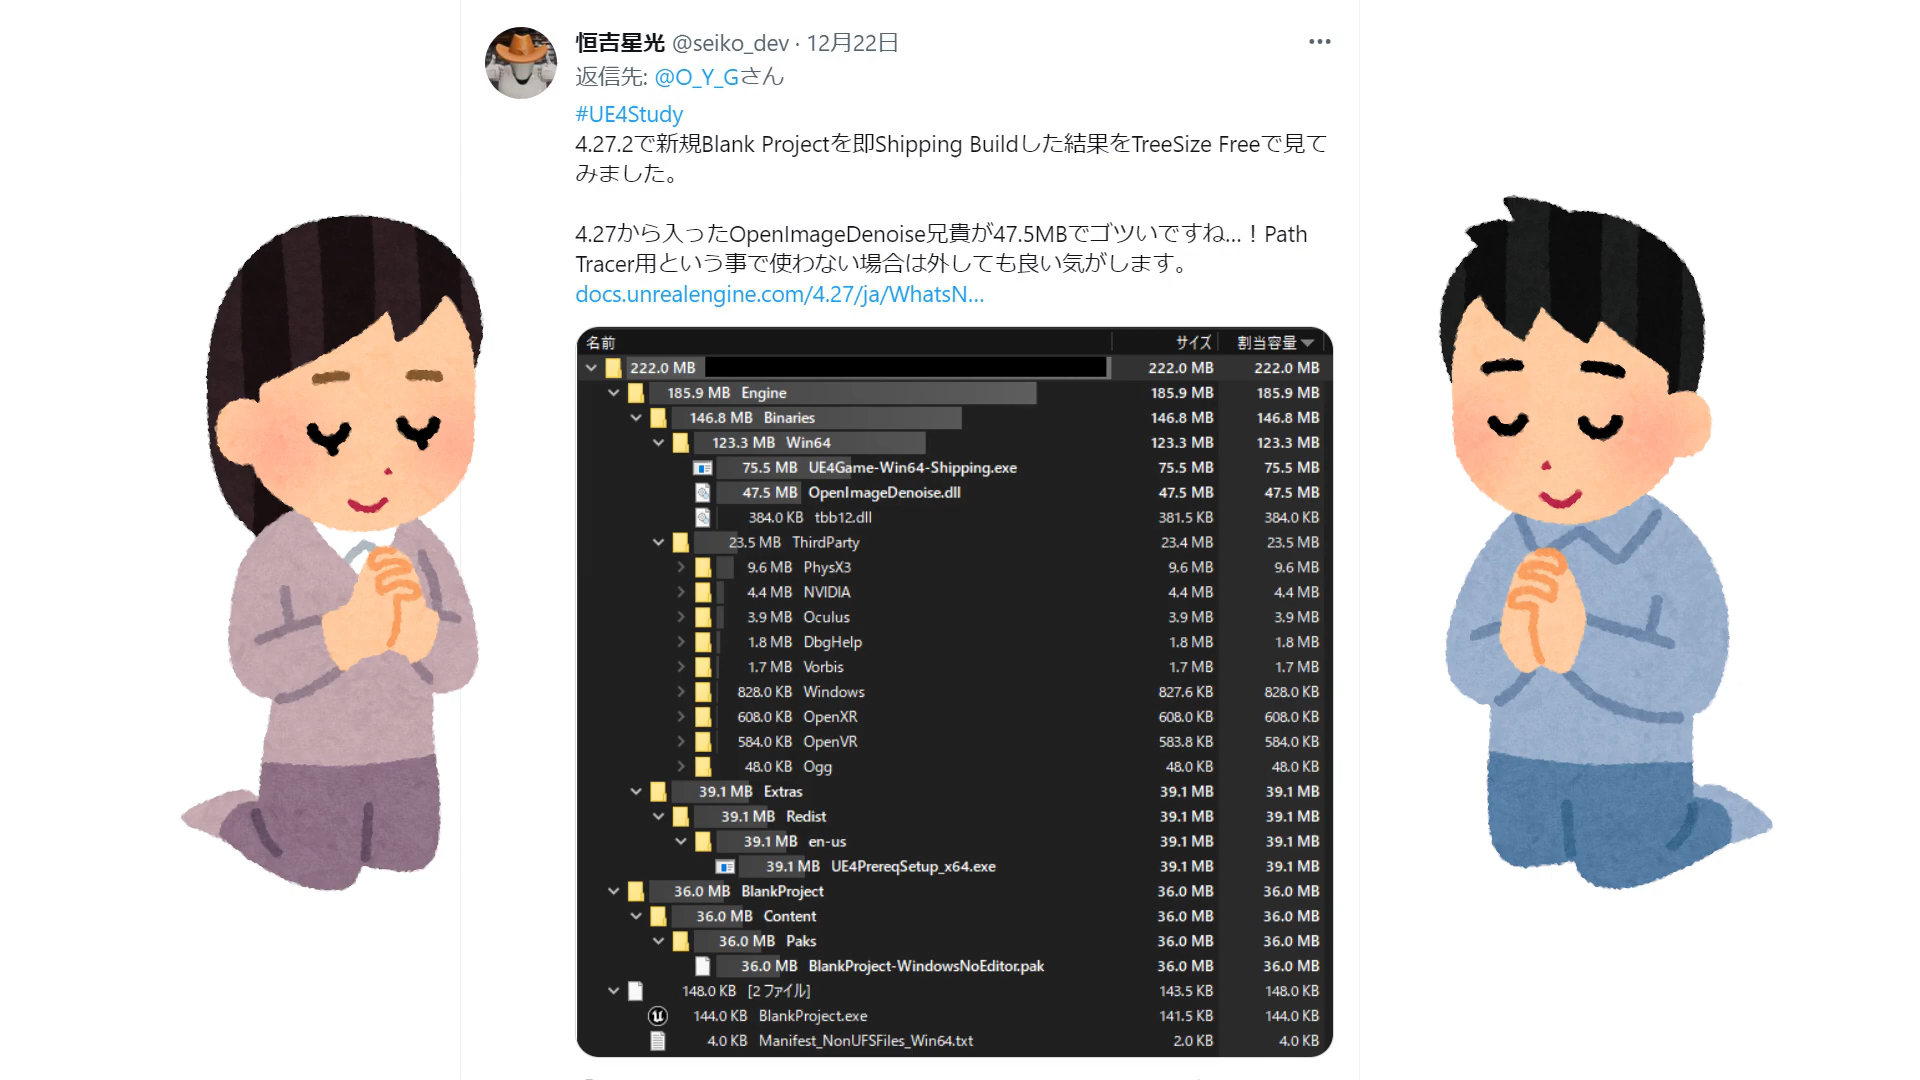 恒吉星光 @seiko_dev · 12月22日
返信先: @O_Y_Gさん
#UE4Study
4.27.2で新規Blank Projectを即Shipping Buildした結果をTreeSize Freeで見て
みました。
4.27から入ったOpenImageDenoise兄貴が47.5MBでゴツいですね...！Path
Tracer用という事で使わない場合は外しても良い気がします。
docs.unrealengine.com/4.27/ja/WhatsN...
名前 サイズ 割当容量
222.0 MB 222.0 MB 222.0 MB
185.9 MB Engine 185.9 MB 185.9 MB
146.8 MB Binaries 146.8 MB 146.8 MB
123.3 MB Win64 123.3 MB 123.3 MB
75.5 MB UE4Game-Win64-Shipping.exe 75.5 MB 75.5 MB
47.5 MB OpenImageDenoise.dll 47.5 MB 47.5 MB
384.0 KB tbb12.dll 381.5 KB 384.0 KB
23.5 MB ThirdParty 23.4 MB 23.5 MB
9.6 MB PhysX3 9.6 MB 9.6 MB
4.4 MB NVIDIA 4.4 MB 4.4 MB
3.9 MB Oculus 3.9 MB 3.9 MB
1.8 MB DbgHelp 1.8 MB 1.8 MB
1.7 MB Vorbis 1.7 MB 1.7 MB
828.0 KB Windows 827.6 KB 828.0 KB
608.0 KB OpenXR 608.0 KB 608.0 KB
584.0 KB OpenVR 583.8 KB 584.0 KB
48.0 KB Ogg 48.0 KB 48.0 KB
39.1 MB Extras 39.1 MB 39.1 MB
39.1 MB Redist 39.1 MB 39.1 MB
39.1 MB en-us 39.1 MB 39.1 MB
39.1 MB UE4PrereqSetup_x64.exe 39.1 MB 39.1 MB
36.0 MB BlankProject 36.0 MB 36.0 MB
36.0 MB Content 36.0 MB 36.0 MB
36.0 MB Paks 36.0 MB 36.0 MB
36.0 MB BlankProject-WindowsNoEditor.pak 36.0 MB 36.0 MB
148.0 KB [2 ファイル] 143.5 KB 148.0 KB
144.0 KB BlankProject.exe 141.5 KB 144.0 KB
4.0 KB Manifest_NonUFSFiles_Win64.txt 2.0 KB 4.0 KB